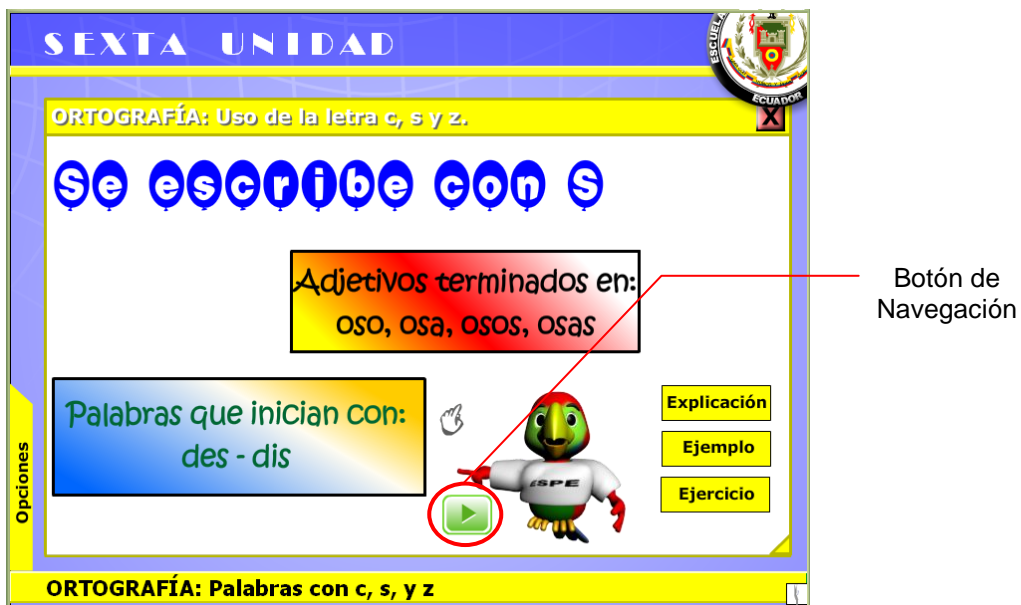 SEXTA UNIDAD
ESCUELA
ECUADOR
ORTOGRAFÍA: Uso de la letra c, s y z.
X
Se escribe con S
Adjetivos terminados en:
oso, osa, osos, osas
Botón de
Navegación
Palabras que inician con:
des - dis
Explicación
Ejemplo
Ejercicio
ESPE
Opciones
ORTOGRAFÍA: Palabras con c, s, y z